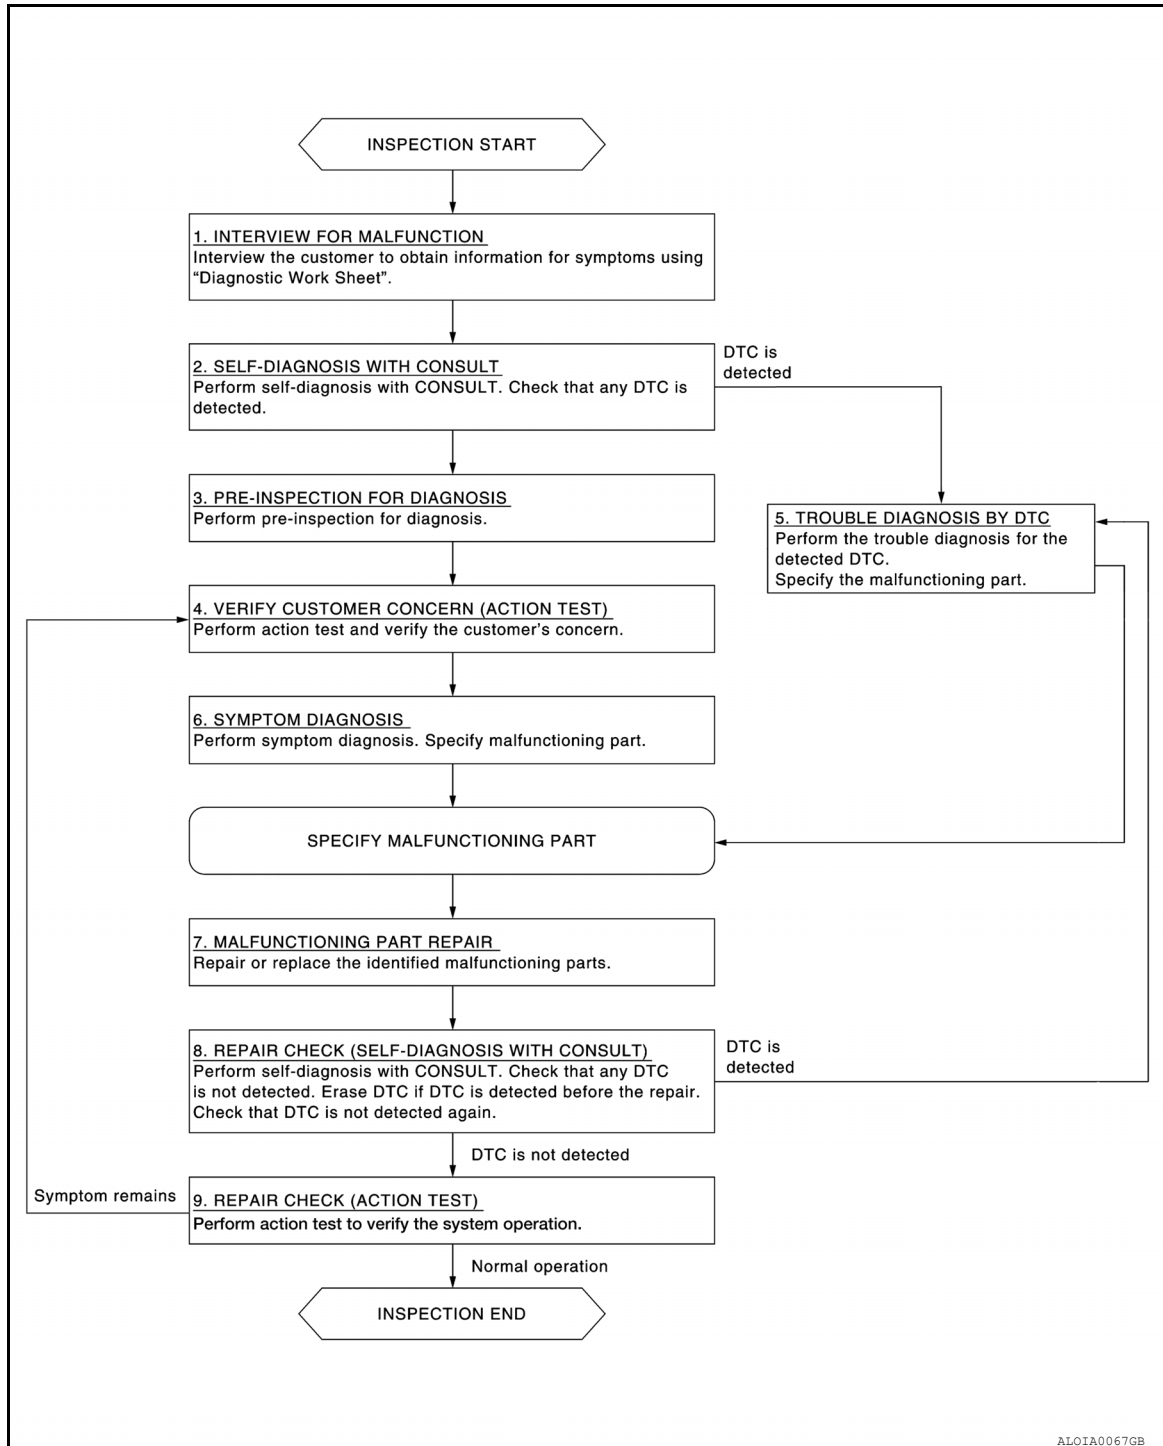 INSPECTION START
1. INTERVIEW FOR MALFUNCTION
Interview the customer to obtain information for symptoms using
“Diagnostic Work Sheet”.
2. SELF-DIAGNOSIS WITH CONSULT
Perform self-diagnosis with CONSULT. Check that any DTC is
detected.
DTC is
detected
3. PRE-INSPECTION FOR DIAGNOSIS
Perform pre-inspection for diagnosis.
5. TROUBLE DIAGNOSIS BY DTC
Perform the trouble diagnosis for the
detected DTC.
Specify the malfunctioning part.
4. VERIFY CUSTOMER CONCERN (ACTION TEST)
Perform action test and verify the customer’s concern.
6. SYMPTOM DIAGNOSIS
Perform symptom diagnosis. Specify malfunctioning part.
SPECIFY MALFUNCTIONING PART
7. MALFUNCTIONING PART REPAIR
Repair or replace the identified malfunctioning parts.
8. REPAIR CHECK (SELF-DIAGNOSIS WITH CONSULT)
Perform self-diagnosis with CONSULT. Check that any DTC
is not detected. Erase DTC if DTC is detected before the repair.
Check that DTC is not detected again.
DTC is
detected
DTC is not detected
Symptom remains
9. REPAIR CHECK (ACTION TEST)
Perform action test to verify the system operation.
Normal operation
INSPECTION END
ALOIA0067GB